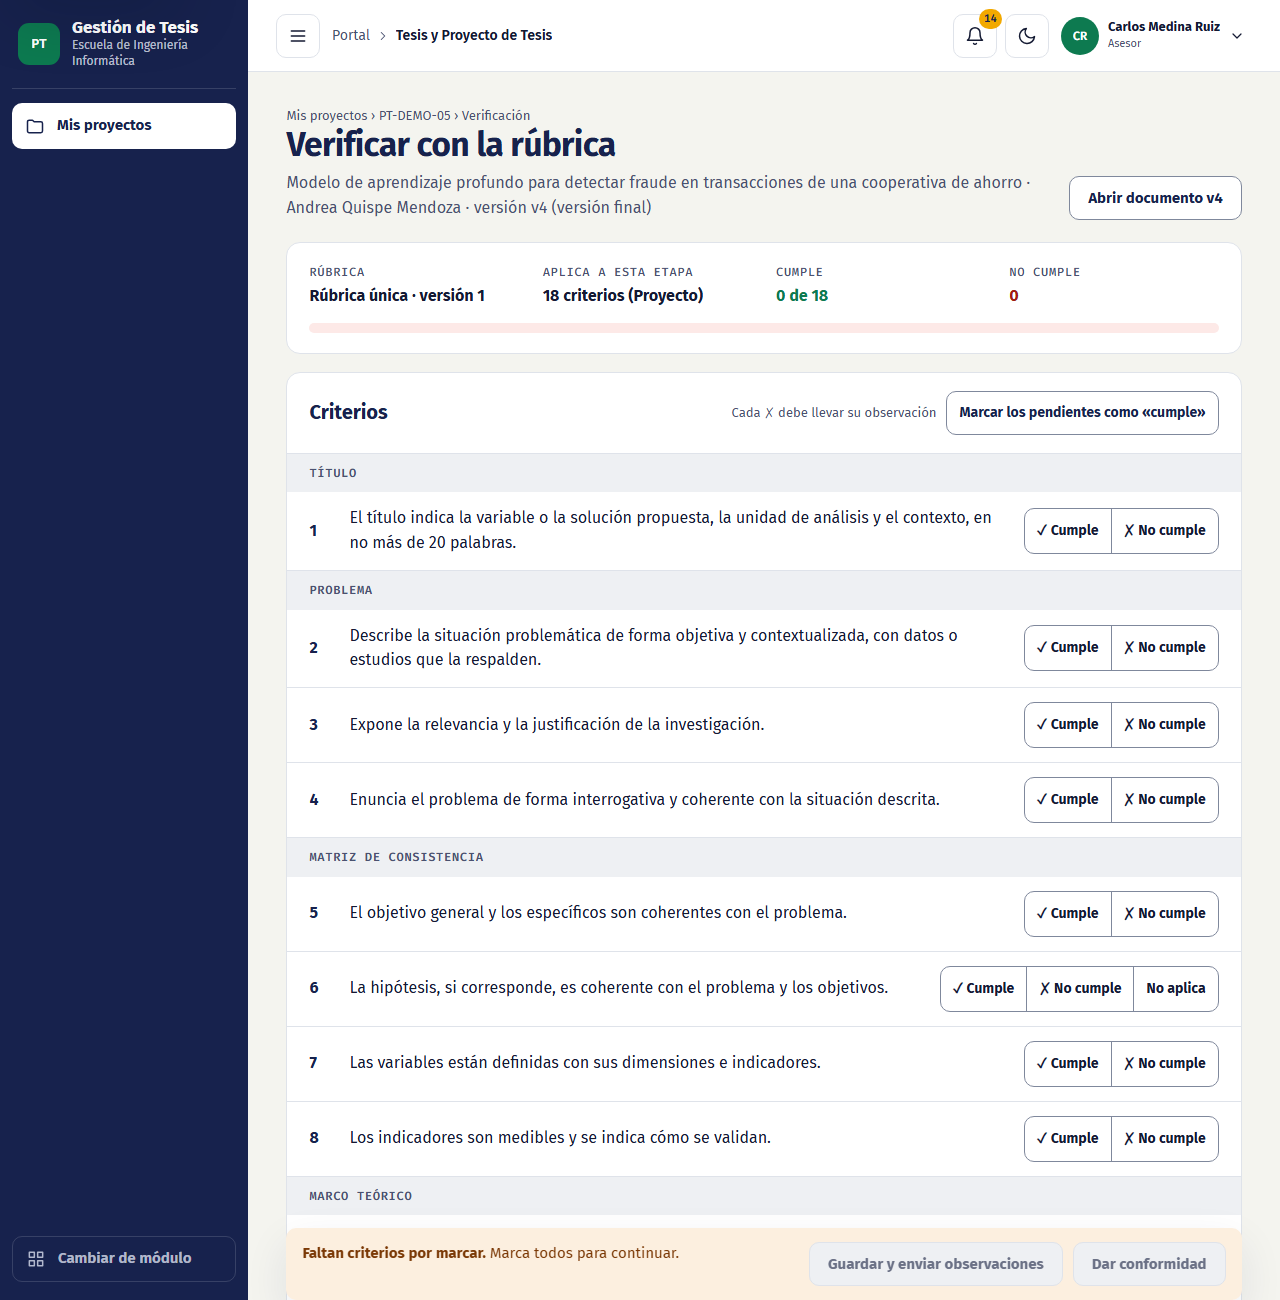 PT
Gestión de Tesis
Escuela de Ingeniería
Informática
Mis proyectos
Cambiar de módulo
Portal › Tesis y Proyecto de Tesis
14
CR
Carlos Medina Ruiz
Asesor
Mis proyectos › PT-DEMO-05 › Verificación
Verificar con la rúbrica
Modelo de aprendizaje profundo para detectar fraude en transacciones de una cooperativa de ahorro ·
Andrea Quispe Mendoza · versión v4 (versión final)
Abrir documento v4
RÚBRICA
Rúbrica única · versión 1
APLICA A ESTA ETAPA
18 criterios (Proyecto)
CUMPLE
0 de 18
NO CUMPLE
0
Criterios
Cada ✗ debe llevar su observación
Marcar los pendientes como «cumple»
TÍTULO
1 El título indica la variable o la solución propuesta, la unidad de análisis y el contexto, en
no más de 20 palabras.
✓ Cumple ✗ No cumple
PROBLEMA
2 Describe la situación problemática de forma objetiva y contextualizada, con datos o
estudios que la respalden.
✓ Cumple ✗ No cumple
3 Expone la relevancia y la justificación de la investigación. ✓ Cumple ✗ No cumple
4 Enuncia el problema de forma interrogativa y coherente con la situación descrita. ✓ Cumple ✗ No cumple
MATRIZ DE CONSISTENCIA
5 El objetivo general y los específicos son coherentes con el problema. ✓ Cumple ✗ No cumple
6 La hipótesis, si corresponde, es coherente con el problema y los objetivos. ✓ Cumple ✗ No cumple No aplica
7 Las variables están definidas con sus dimensiones e indicadores. ✓ Cumple ✗ No cumple
8 Los indicadores son medibles y se indica cómo se validan. ✓ Cumple ✗ No cumple
MARCO TEÓRICO
Faltan criterios por marcar. Marca todos para continuar.
Guardar y enviar observaciones
Dar conformidad